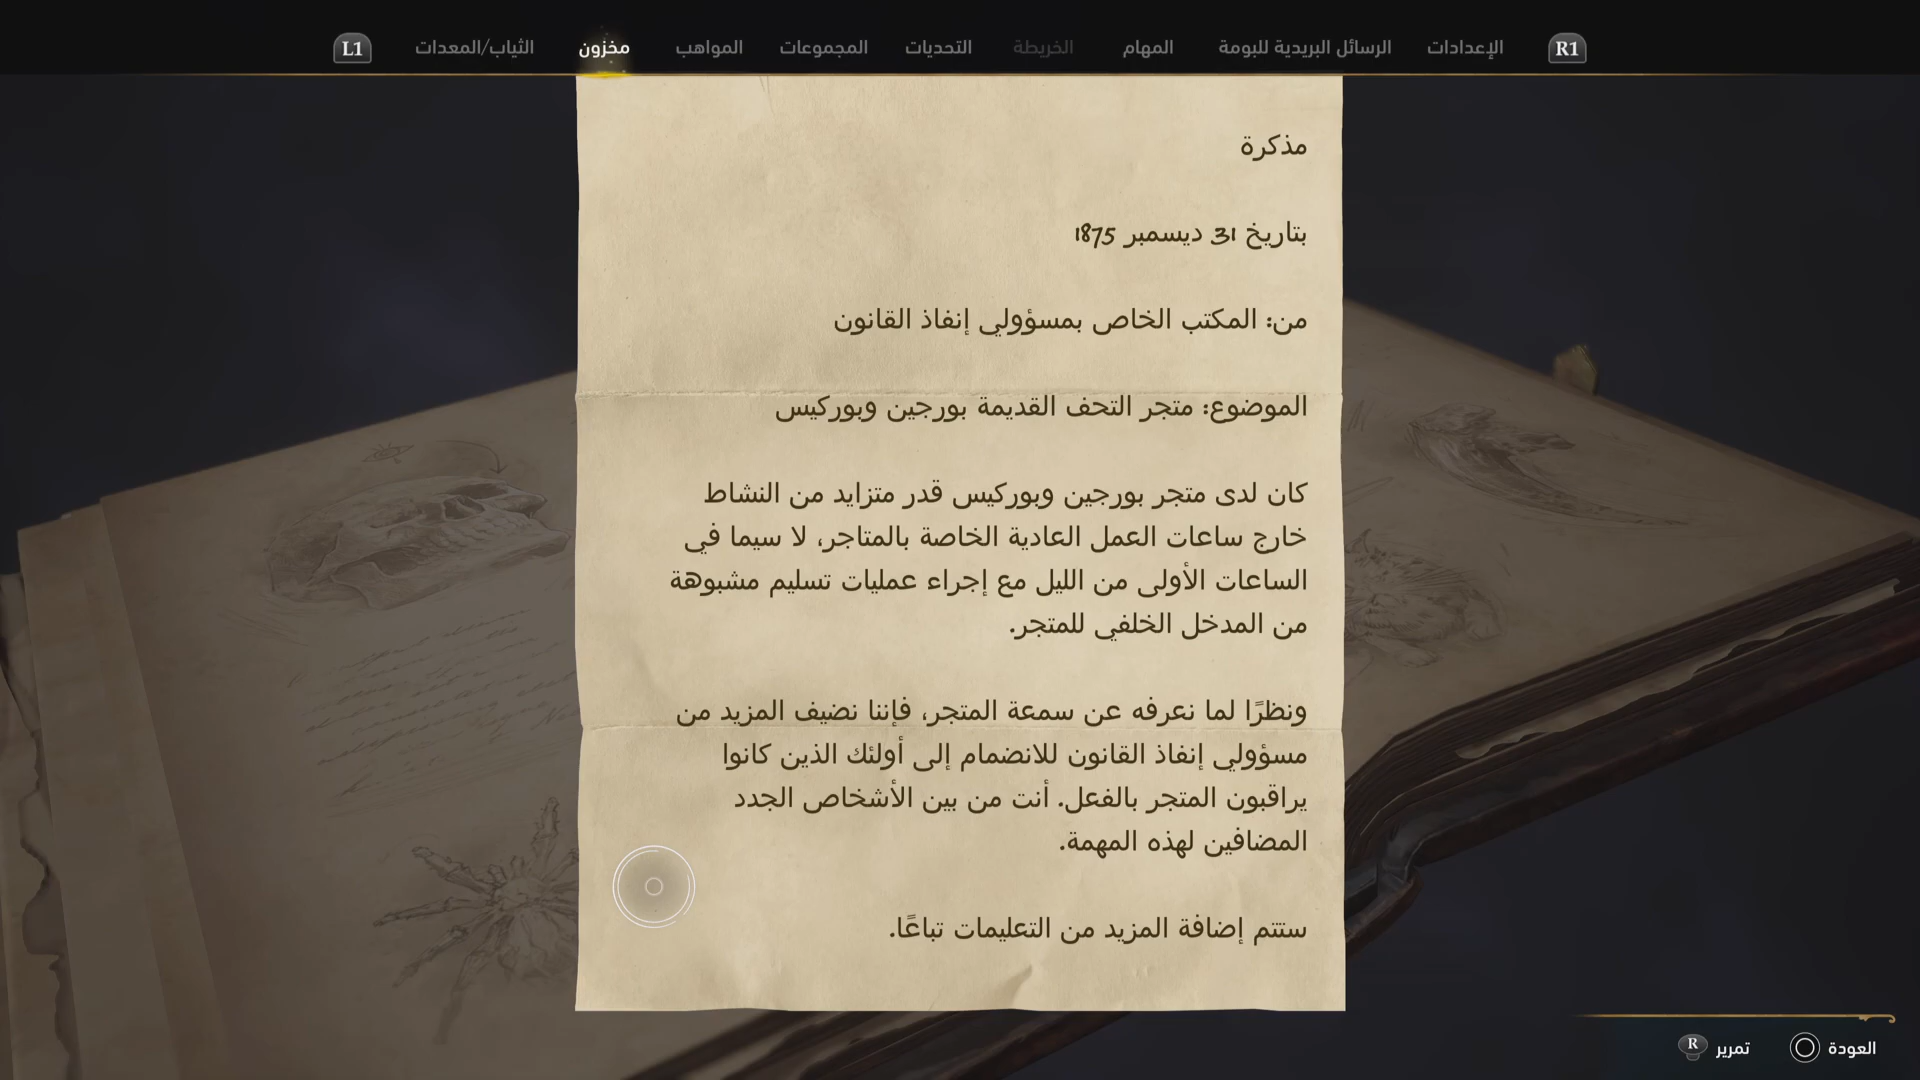 L1
الثياب/المعدات
مخزون
المواهب
المجموعات
التحديات
الخريطة
المهام
الرسائل البريدية للبومة
الإعدادات
R1
مذكرة
بتاريخ 31 ديسمبر 1875
من: المكتب الخاص بمسؤولي إنفاذ القانون
الموضوع: متجر التحف القديمة بورجين وبوركيس
كان لدى متجر بورجين وبوركيس قدر متزايد من النشاط
خارج ساعات العمل العادية الخاصة بالمتاجر، لا سيما في
الساعات الأولى من الليل مع إجراء عمليات تسليم مشبوهة
من المدخل الخلفي للمتجر.
ونظرًا لما نعرفه عن سمعة المتجر، فإننا نضيف المزيد من
مسؤولي إنفاذ القانون للانضمام إلى أولئك الذين كانوا
يراقبون المتجر بالفعل. أنت من بين الأشخاص الجدد
المضافين لهذه المهمة.
ستتم إضافة المزيد من التعليمات تباعًا.
R تمرير
العودة